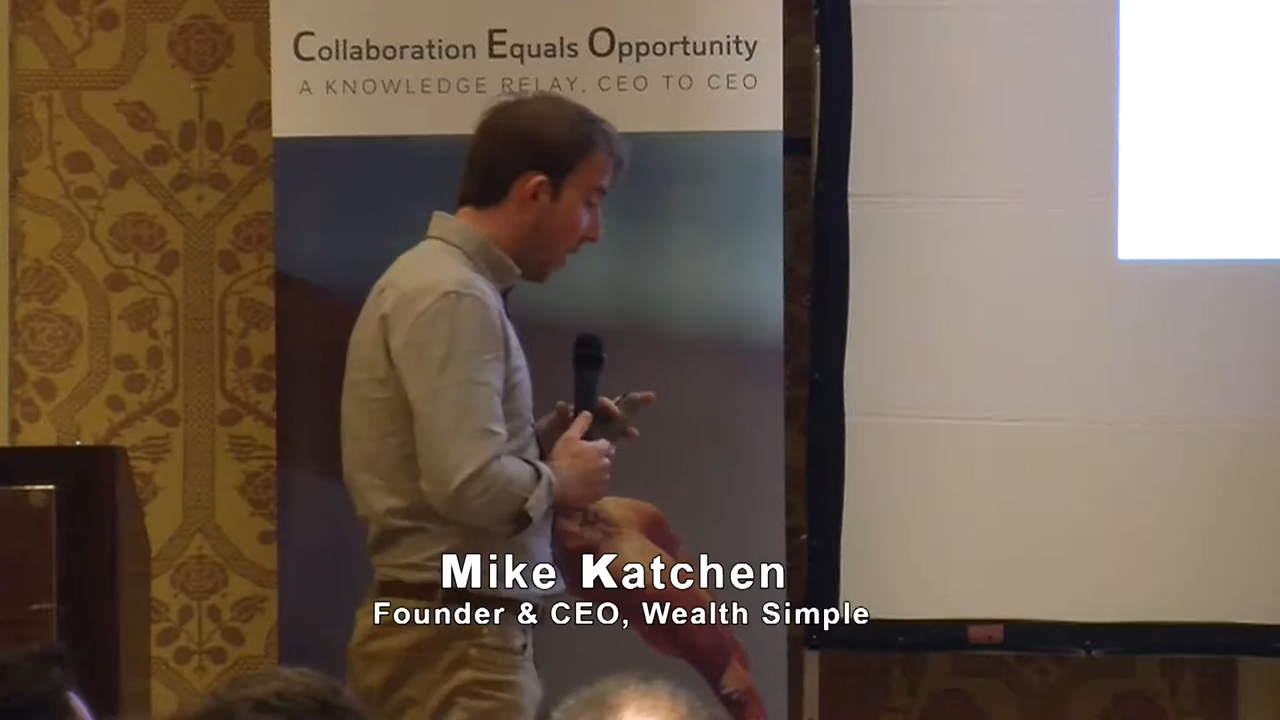 Collaboration Equals Opportunity
A KNOWLEDGE RELAY, CEO TO CEO
Mike Katchen
Founder & CEO, Wealth Simple